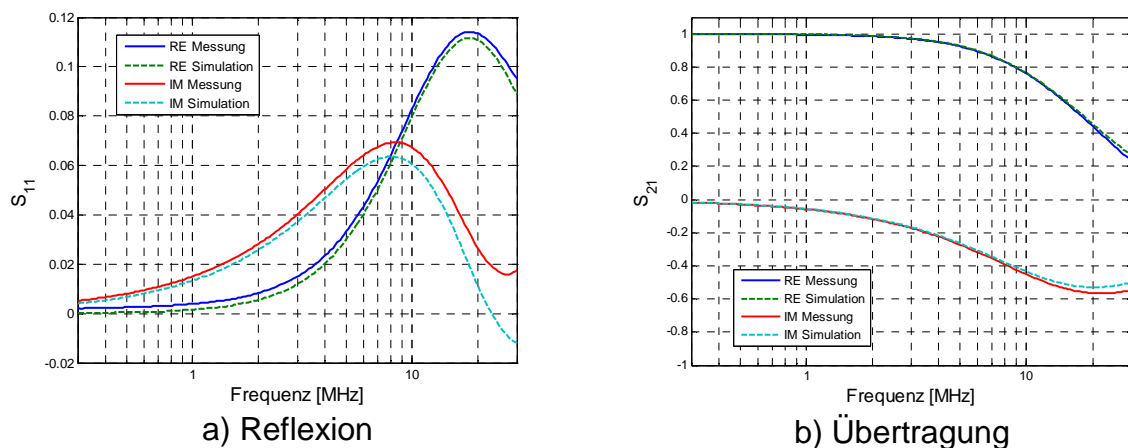 0.12
0.1
0.08
0.06
0.04
0.02
0
-0.02
S11
RE Messung
RE Simulation
IM Messung
IM Simulation
1
10
Frequenz [MHz]
a) Reflexion
1
0.8
0.6
0.4
0.2
0
-0.2
-0.4
-0.6
-0.8
-1
S21
RE Messung
RE Simulation
IM Messung
IM Simulation
1
10
Frequenz [MHz]
b) Übertragung